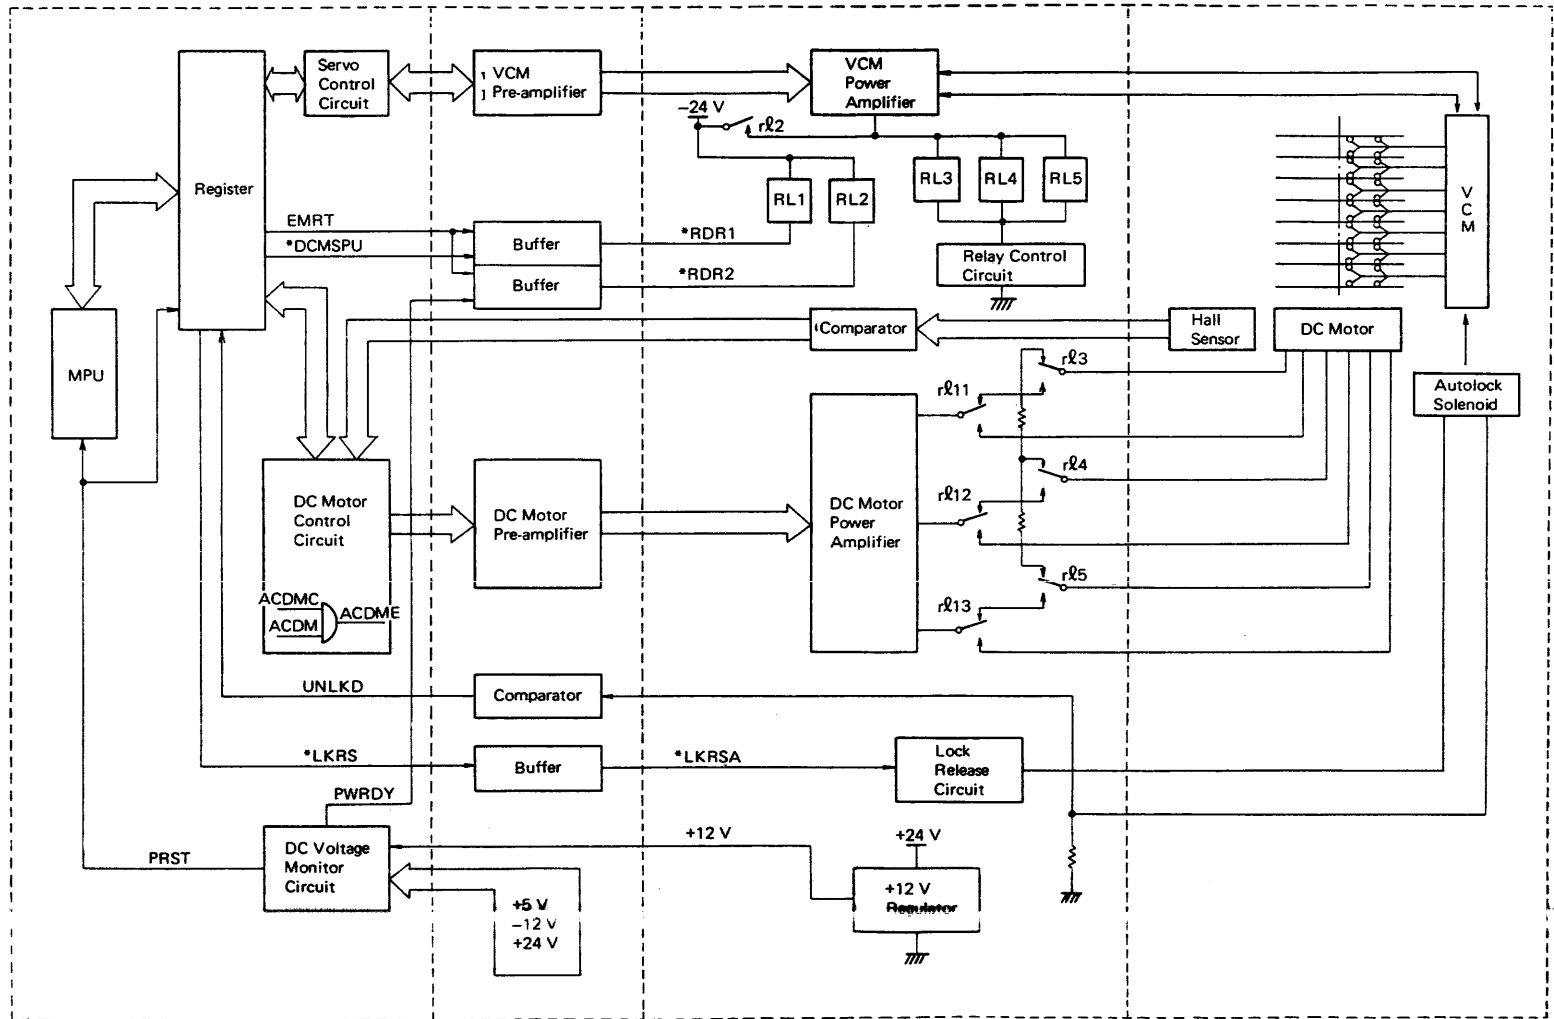 Servo
Control
Circuit
VCM
Pre-amplifier
VCM
Power
Amplifier
−24 V
rℓ2
RL1
RL2
RL3
RL4
RL5
Register
EMRT
*DCMSPU
Buffer
Buffer
*RDR1
*RDR2
Relay Control
Circuit
VCM
MPU
Comparator
Hall
Sensor
DC Motor
Autolock
Solenoid
rℓ3
rℓ11
rℓ4
rℓ12
rℓ5
rℓ13
DC Motor
Control
Circuit
ACDMC
ACDM
ACDME
DC Motor
Pre-amplifier
DC Motor
Power
Amplifier
UNLKD
Comparator
*LKRS
Buffer
*LKRSA
Lock
Release
Circuit
PWRDY
PRST
DC Voltage
Monitor
Circuit
+12 V
+5 V
−12 V
+24 V
+24 V
+12 V
Regulator